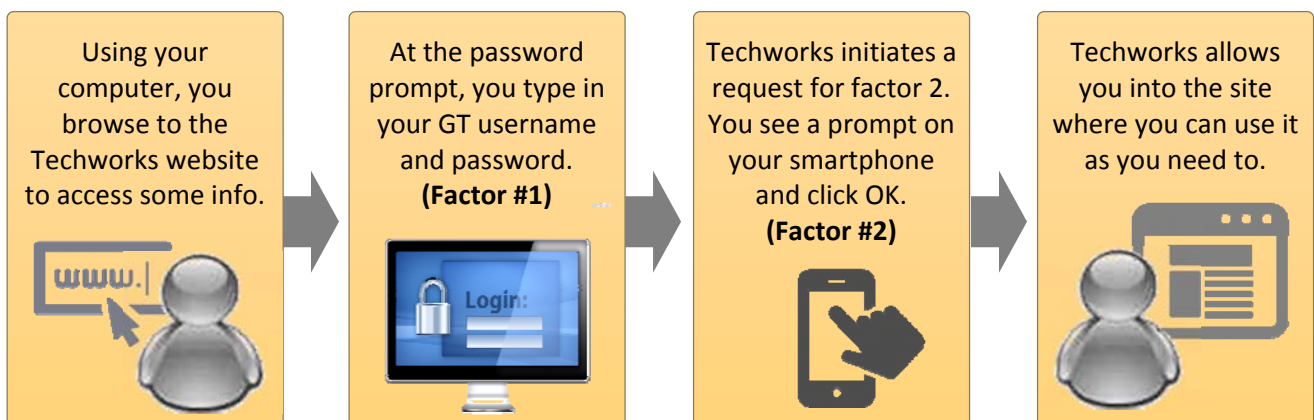 Using your
computer, you
browse to the
Techworks website
to access some info.
www.
At the password
prompt, you type in
your GT username
and password.
(Factor #1)
Login:
Techworks initiates a
request for factor 2.
You see a prompt on
your smartphone
and click OK.
(Factor #2)
Techworks allows
you into the site
where you can use it
as you need to.